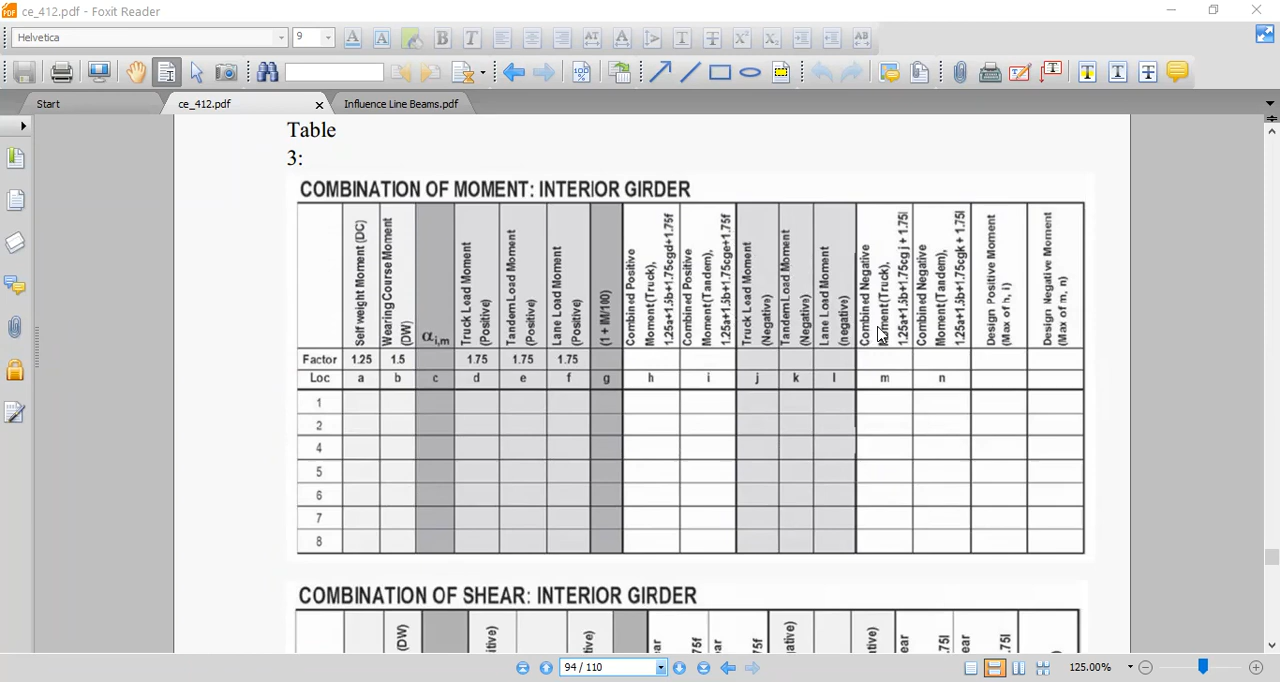 ce_412.pdf - Foxit Reader
Helvetica
9
Start
ce_412.pdf
Influence Line Beams.pdf
Table
3:
COMBINATION OF MOMENT: INTERIOR GIRDER
Self weight Moment (DC)
Wearing Course Moment
(DW)
αi,m
Truck Lead Moment
(Positive)
Tandem Load Moment
(Positive)
Lane Load Moment
(Positive)
(1 + IM/100)
Combined Positive
Moment (Truck),
1.25a+1.5b+1.75cgd+1.75f
Combined Positive
Moment (Tandem),
1.25a+1.5b+1.75cge+1.75f
Truck Lead Moment
(Negative)
Tandem Load Moment
(Negative)
Lane Load Moment
(negative)
Combined Negative
Moment (Truck),
1.25a+1.5b+1.75cg j + 1.75l
Combined Negative
Moment (Tandem),
1.25a+1.5b+1.75cgk + 1.75l
Design Positive Moment
(Max of h, i)
Design Negative Moment
(Max of m, n)
Factor 1.25 1.5 1.75 1.75 1.75
Loc a b c d e f g h i j k l m n
1
2
4
5
6
7
8
COMBINATION OF SHEAR: INTERIOR GIRDER
(DW)
94 / 110
125.00%